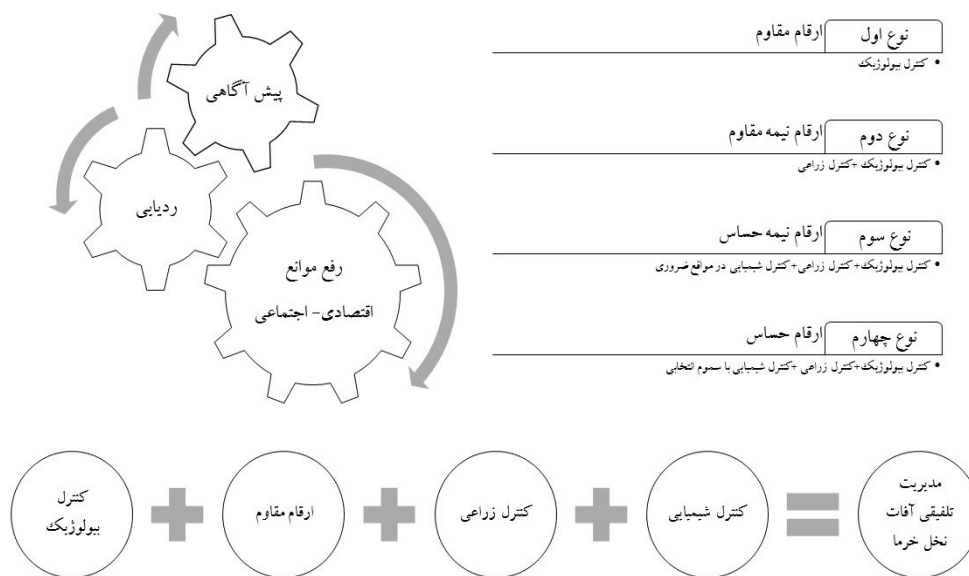 نوع اول
ارقام مقاوم
• کنترل بیولوژیک
نوع دوم
ارقام نیمه مقاوم
• کنترل بیولوژیک +کنترل زراعی
نوع سوم
ارقام نیمه حساس
• کنترل بیولوژیک+کنترل زراعی+کنترل شیمیایی در مواقع ضروری
نوع چهارم
ارقام حساس
• کنترل بیولوژیک+کنترل زراعی +کنترل شیمیایی با سموم انتخابی
پیش آگاهی
ردیابی
رفع موانع
اقتصادی- اجتماعی
مدیریت
تلفیقی آفات
نخل خرما
=
کنترل شیمیایی
+
کنترل زراعی
+
ارقام مقاوم
+
کنترل
بیولوژیک